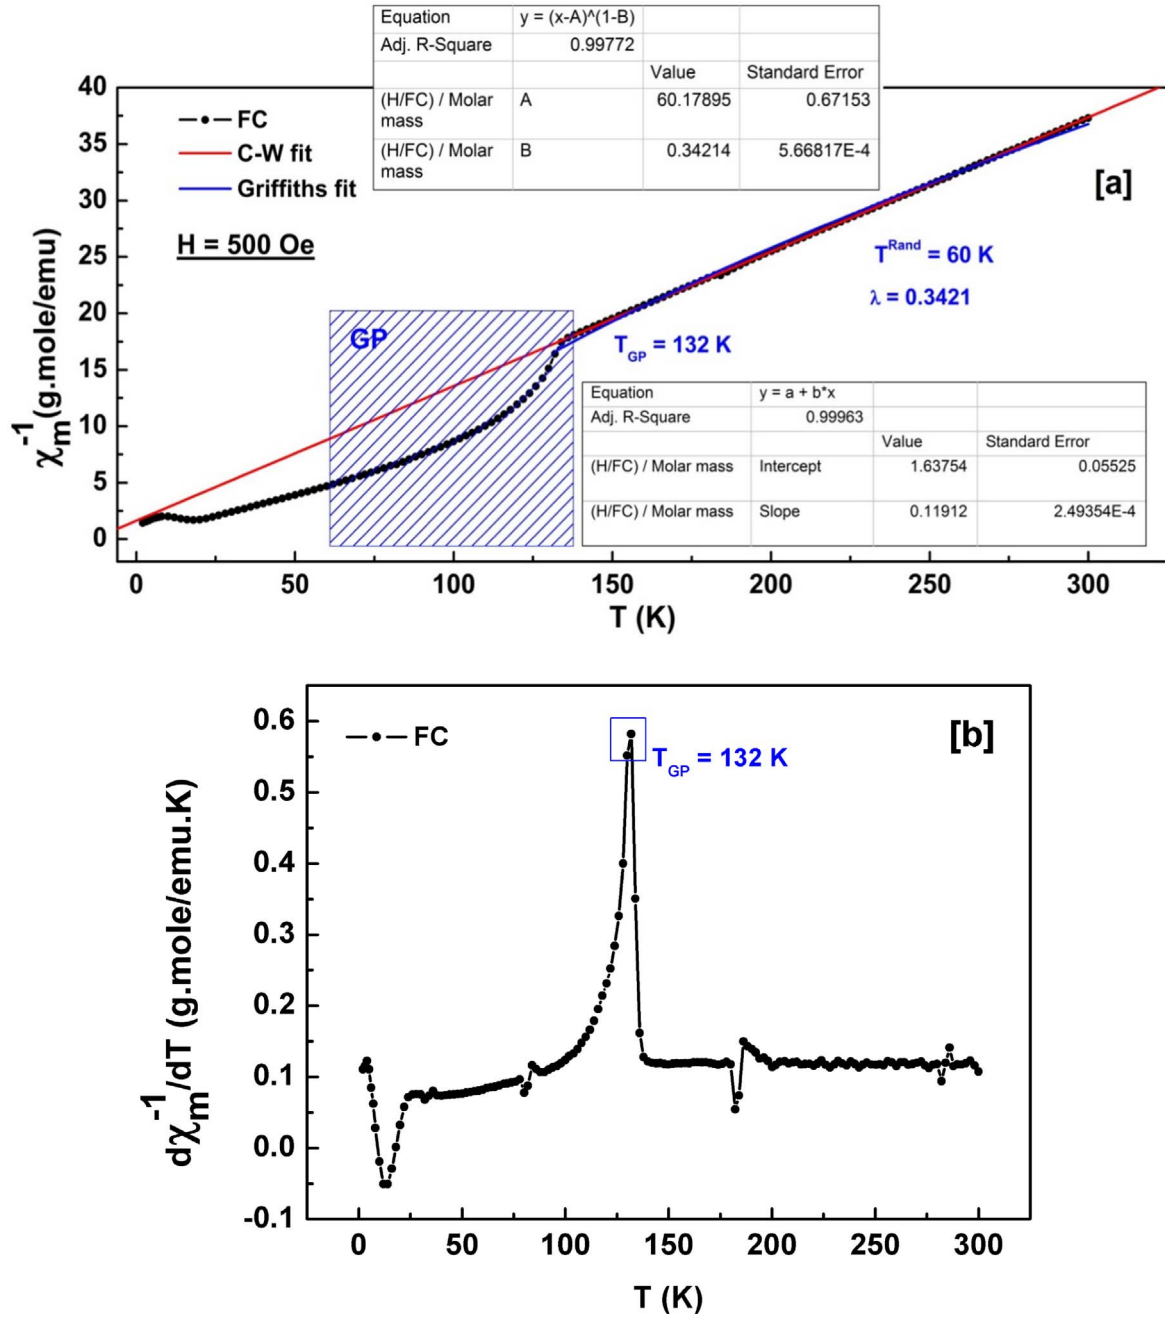 Equation y = (x-A)^(1-B)
Adj. R-Square 0.99772
Value Standard Error
(H/FC) / Molar mass A 60.17895 0.67153
(H/FC) / Molar mass B 0.34214 5.66817E-4
40
35
30
25
20
15
10
5
0
χm^-1(g.mole/emu)
FC
C-W fit
Griffiths fit
H = 500 Oe
[a]
T^Rand = 60 K
λ = 0.3421
GP
T_GP = 132 K
Equation y = a + b*x
Adj. R-Square 0.99963
Value Standard Error
(H/FC) / Molar mass Intercept 1.63754 0.05525
(H/FC) / Molar mass Slope 0.11912 2.49354E-4
0 50 100 150 200 250 300
T (K)
0.6
0.5
0.4
0.3
0.2
0.1
0.0
-0.1
dχm^-1/dT (g.mole/emu.K)
FC
[b]
T_GP = 132 K
0 50 100 150 200 250 300
T (K)